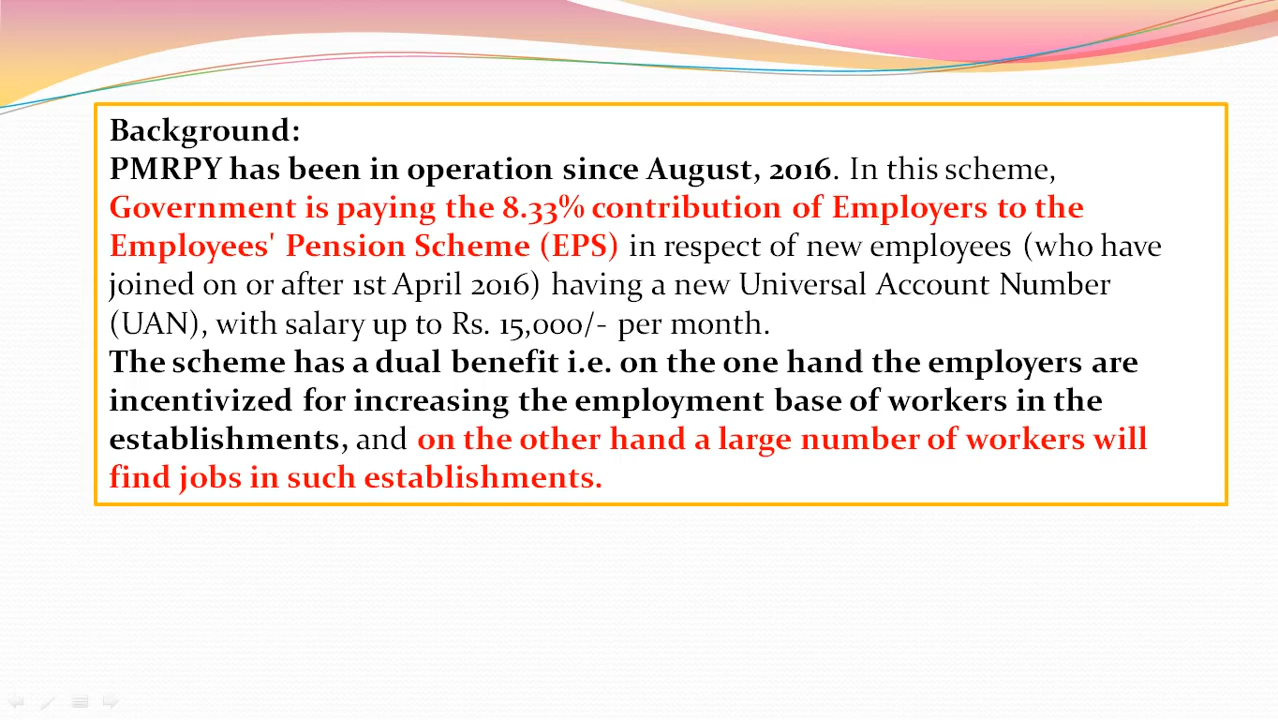 Background:
PMRPY has been in operation since August, 2016. In this scheme,
Government is paying the 8.33% contribution of Employers to the
Employees' Pension Scheme (EPS) in respect of new employees (who have
joined on or after 1st April 2016) having a new Universal Account Number
(UAN), with salary up to Rs. 15,000/- per month.
The scheme has a dual benefit i.e. on the one hand the employers are
incentivized for increasing the employment base of workers in the
establishments, and on the other hand a large number of workers will
find jobs in such establishments.